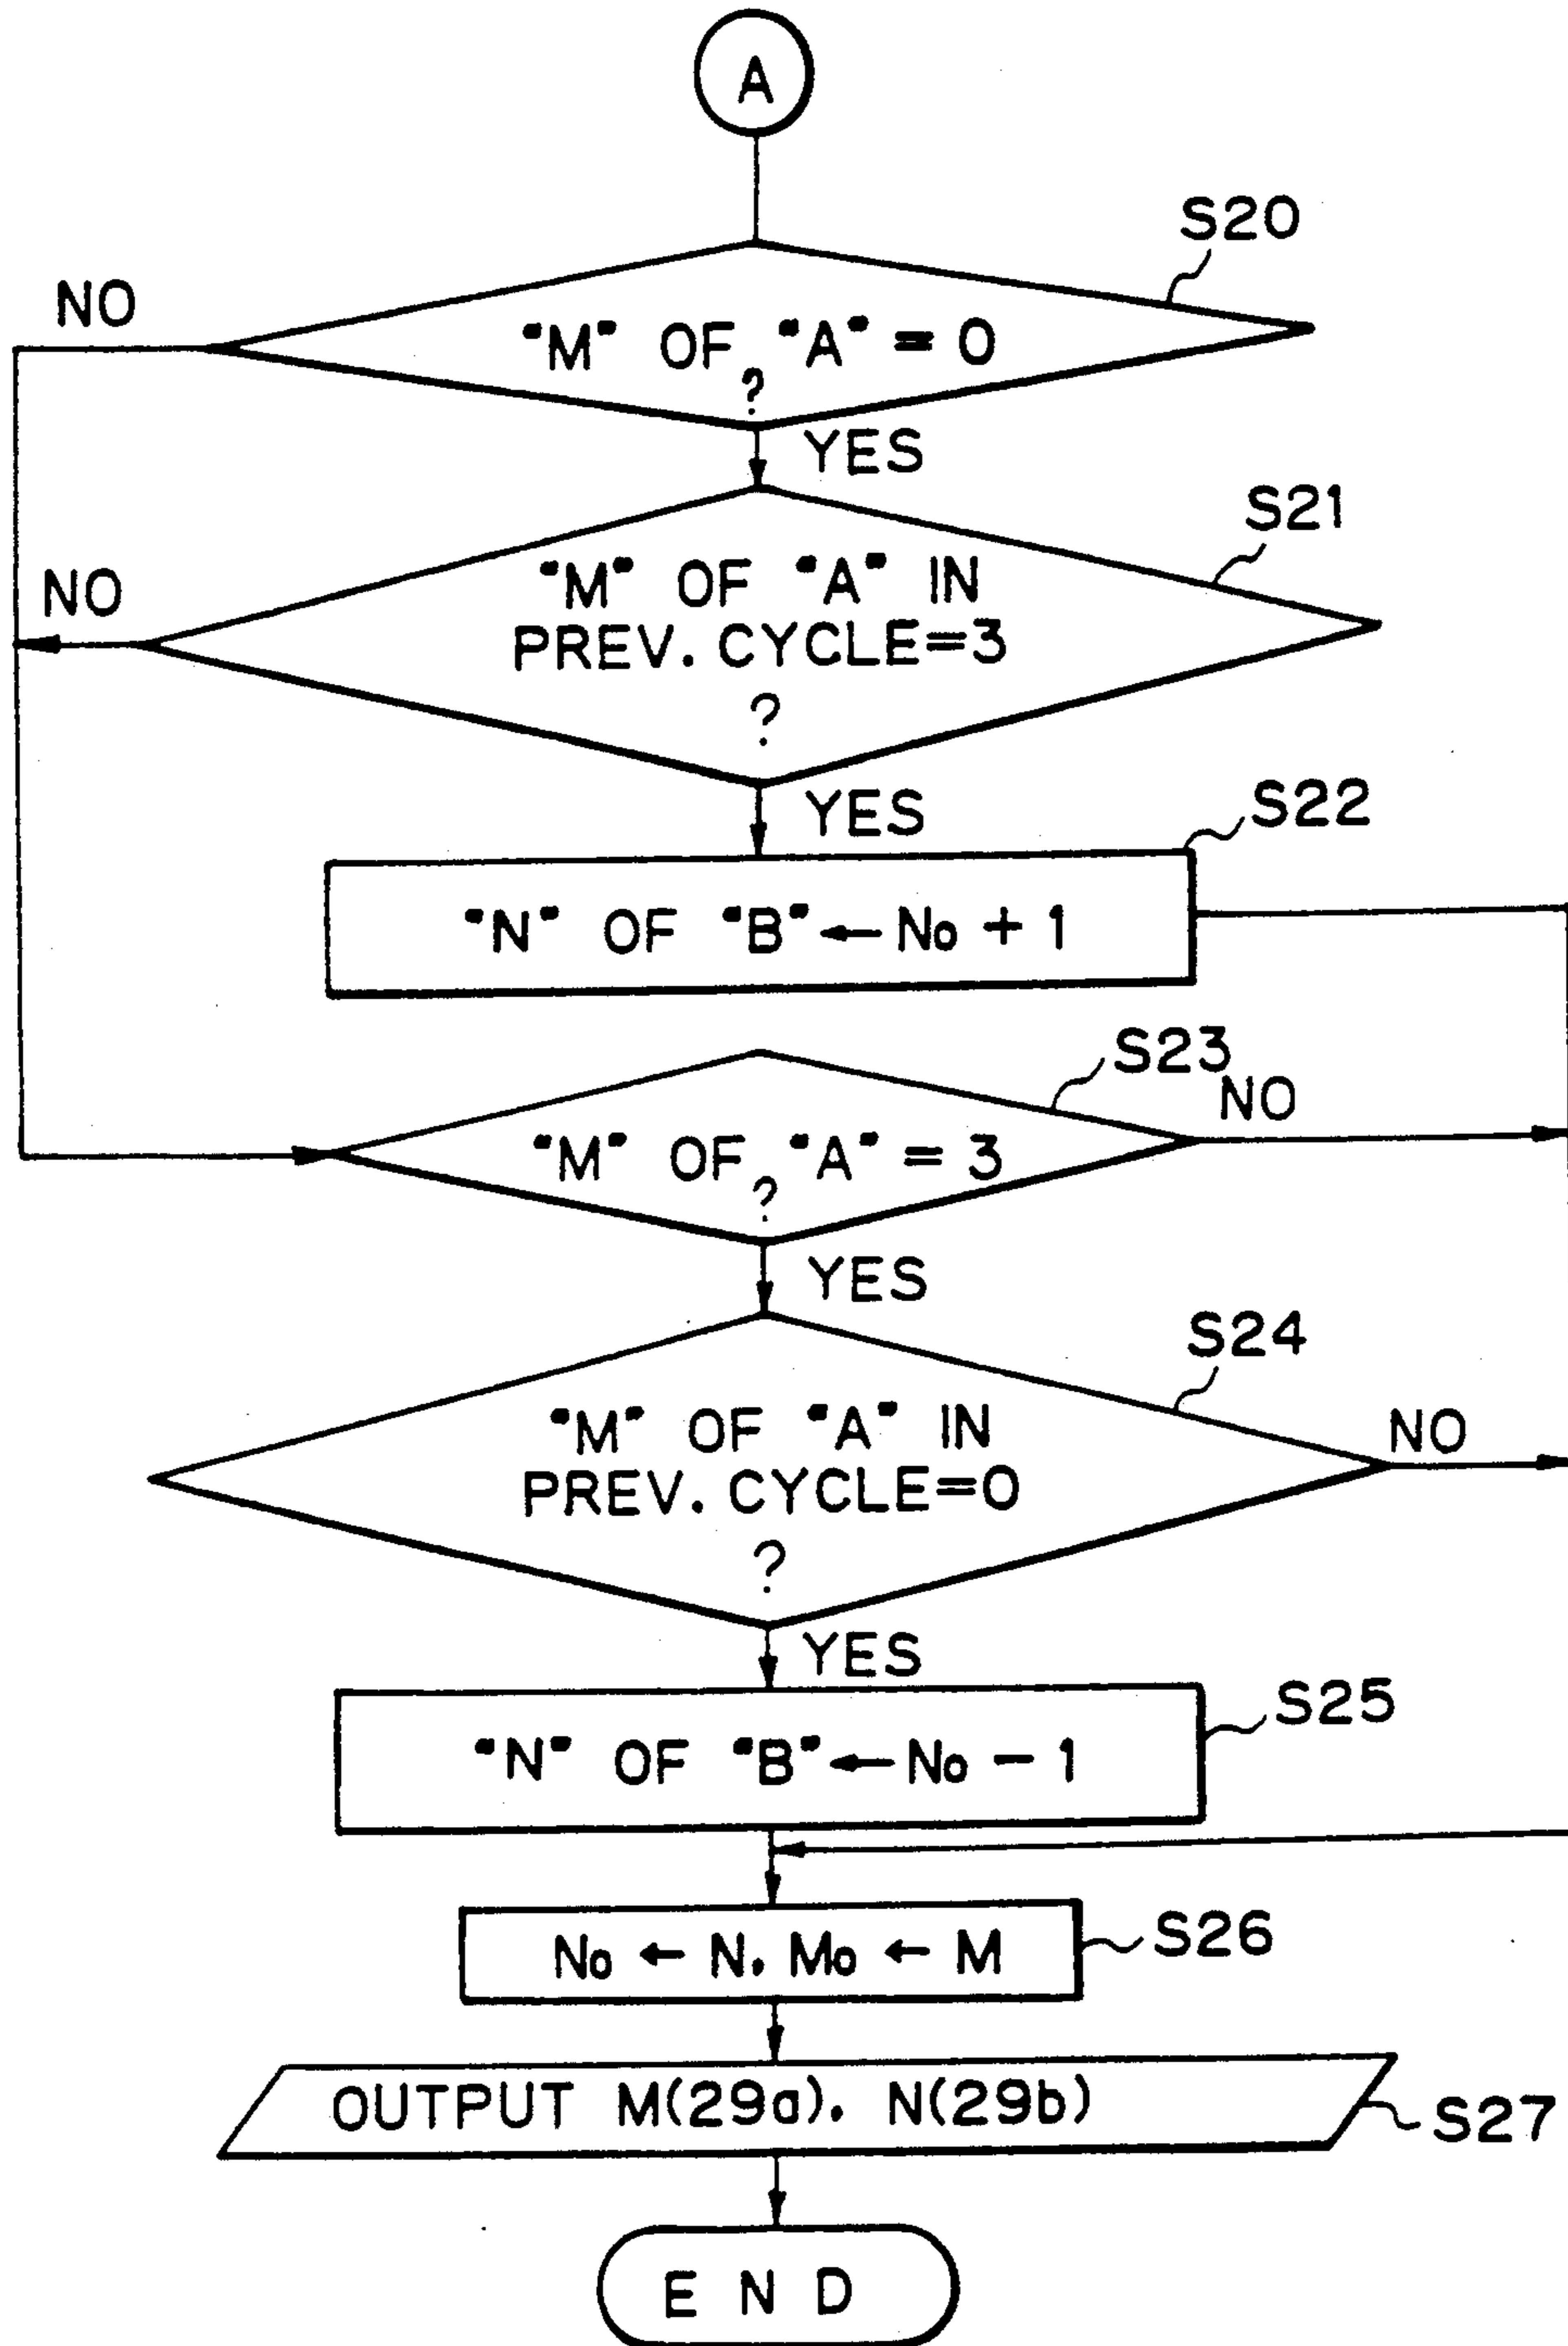 A
S20
NO
"M" OF "A" = 0
?
YES
S21
NO
"M" OF "A" IN
PREV. CYCLE=3
?
YES
S22
"N" OF "B" ← No + 1
S23
NO
"M" OF "A" = 3
?
YES
S24
NO
"M" OF "A" IN
PREV. CYCLE=0
?
YES
S25
"N" OF "B" ← No − 1
No ← N. Mo ← M
S26
OUTPUT M(29a). N(29b)
S27
END